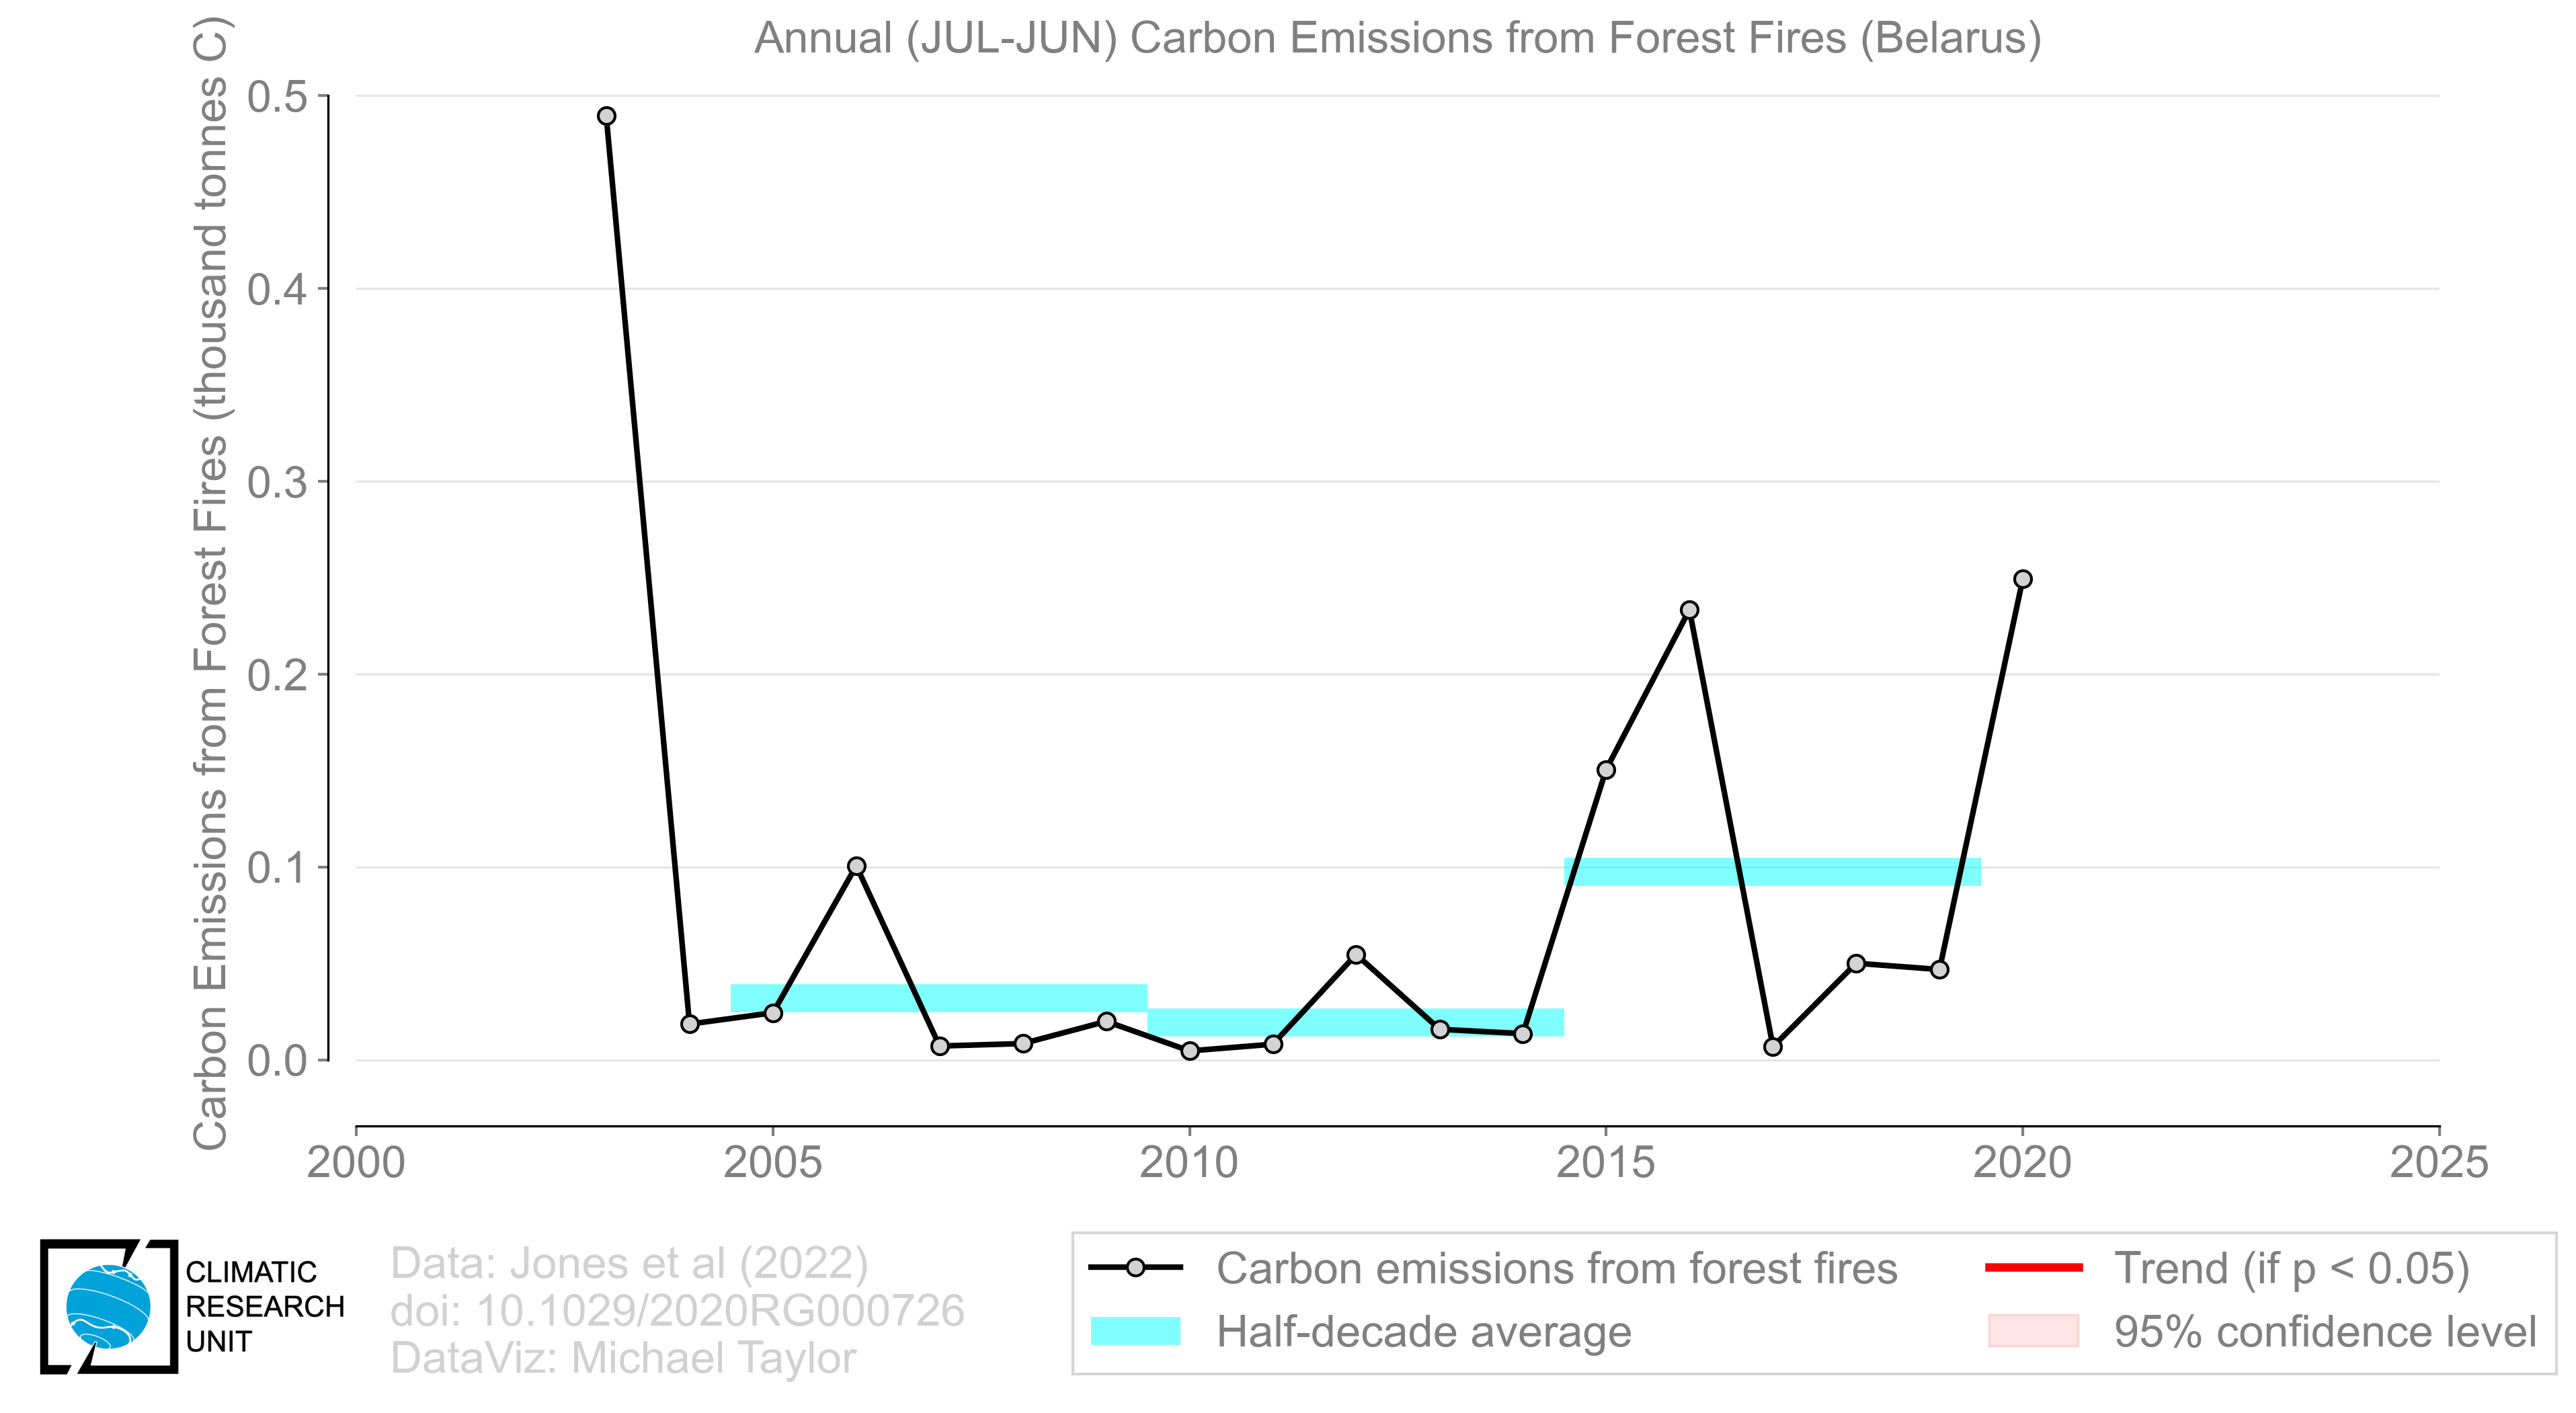 Annual (JUL-JUN) Carbon Emissions from Forest Fires (Belarus)
Carbon Emissions from Forest Fires (thousand tonnes C)
0.5
0.4
0.3
0.2
0.1
0.0
2000 2005 2010 2015 2020 2025
CLIMATIC
RESEARCH
UNIT
Data: Jones et al (2022)
doi: 10.1029/2020RG000726
DataViz: Michael Taylor
Carbon emissions from forest fires
Half-decade average
Trend (if p < 0.05)
95% confidence level